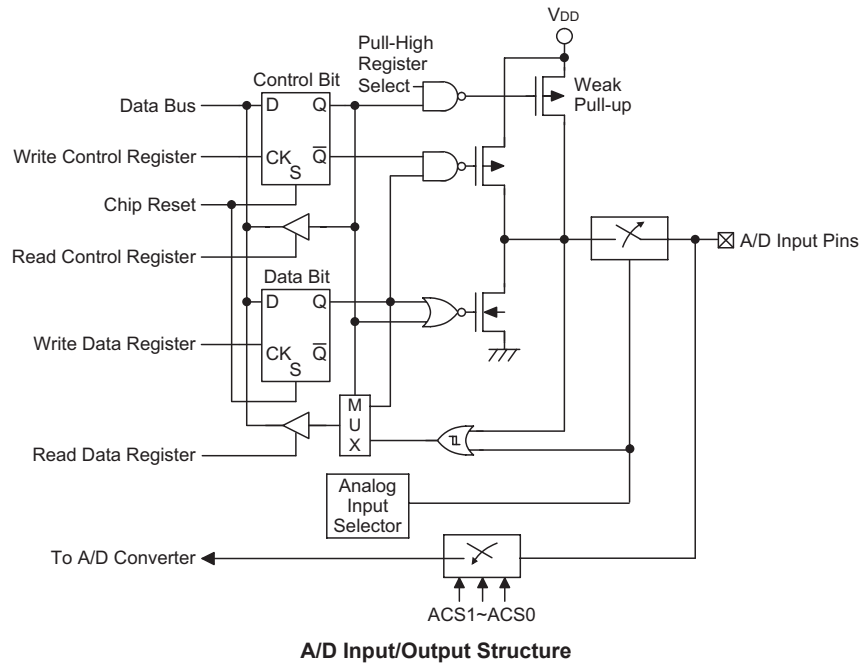 VDD
Pull-High
Register
Select
Control Bit
Weak
Pull-up
Data Bus
D
Q
Write Control Register
CK
Q
S
Chip Reset
Read Control Register
A/D Input Pins
Data Bit
D
Q
Write Data Register
CK
Q
S
M
U
X
Read Data Register
Analog
Input
Selector
To A/D Converter
ACS1~ACS0
A/D Input/Output Structure